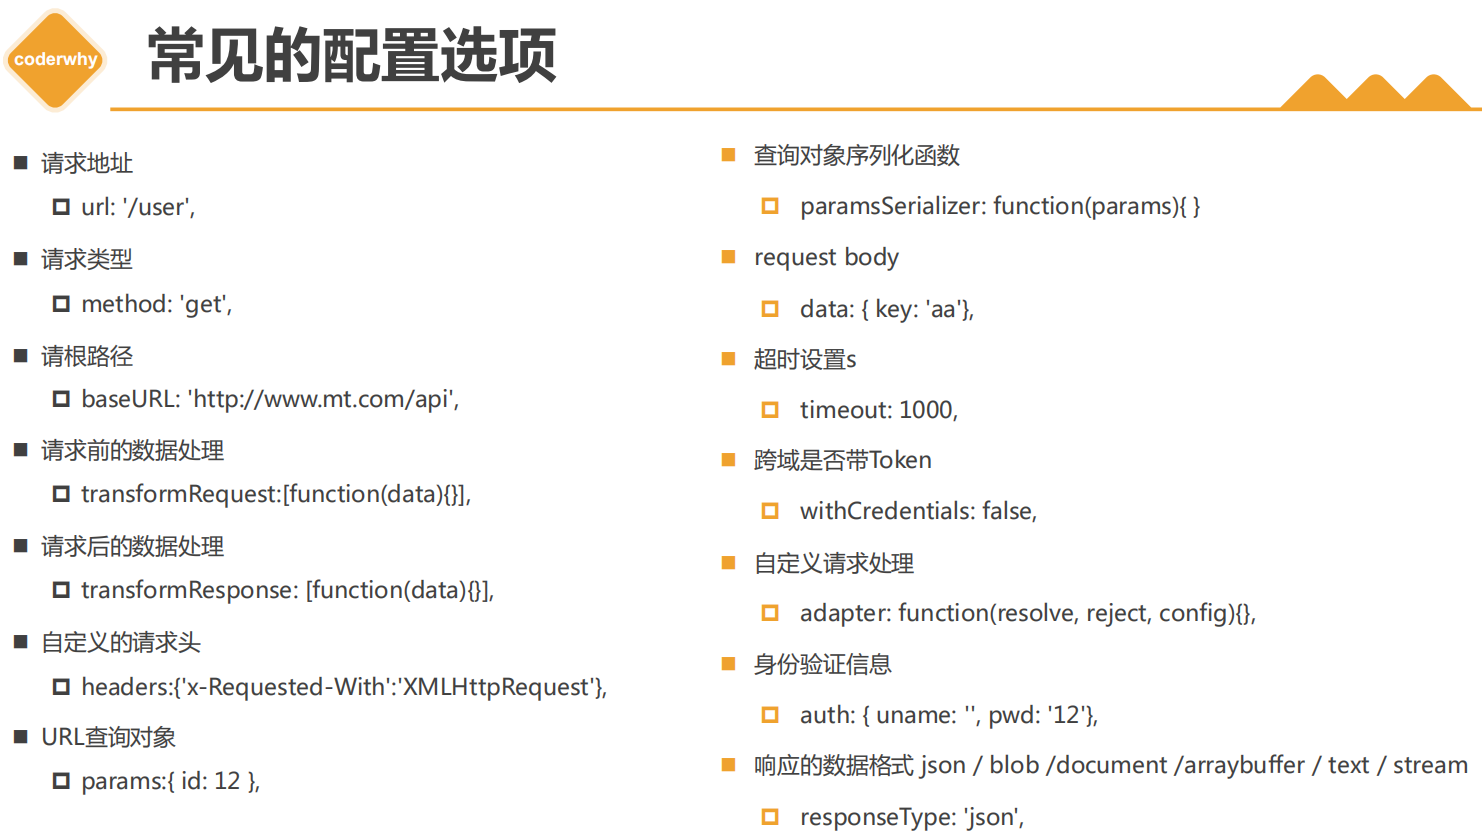 coderwhy
常见的配置选项
请求地址
url: '/user',
请求类型
method: 'get',
请根路径
baseURL: 'http://www.mt.com/api',
请求前的数据处理
transformRequest:[function(data){}],
请求后的数据处理
transformResponse: [function(data){}],
自定义的请求头
headers:{'x-Requested-With':'XMLHttpRequest'},
URL查询对象
params:{ id: 12 },
查询对象序列化函数
paramsSerializer: function(params){ }
request body
data: { key: 'aa'},
超时设置s
timeout: 1000,
跨域是否带Token
withCredentials: false,
自定义请求处理
adapter: function(resolve, reject, config){},
身份验证信息
auth: { uname: '', pwd: '12'},
响应的数据格式 json / blob /document /arraybuffer / text / stream
responseType: 'json',